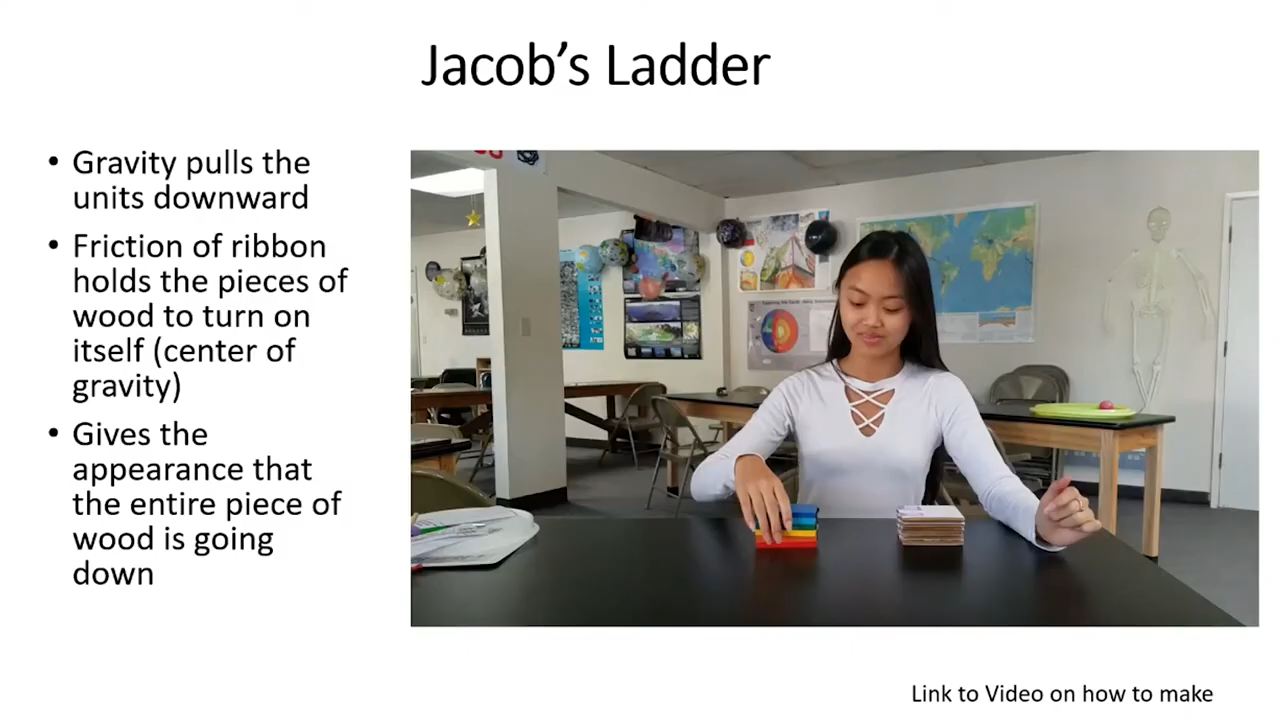 Jacob's Ladder
• Gravity pulls the
units downward
• Friction of ribbon
holds the pieces of
wood to turn on
itself (center of
gravity)
• Gives the
appearance that
the entire piece of
wood is going
down
Link to Video on how to make